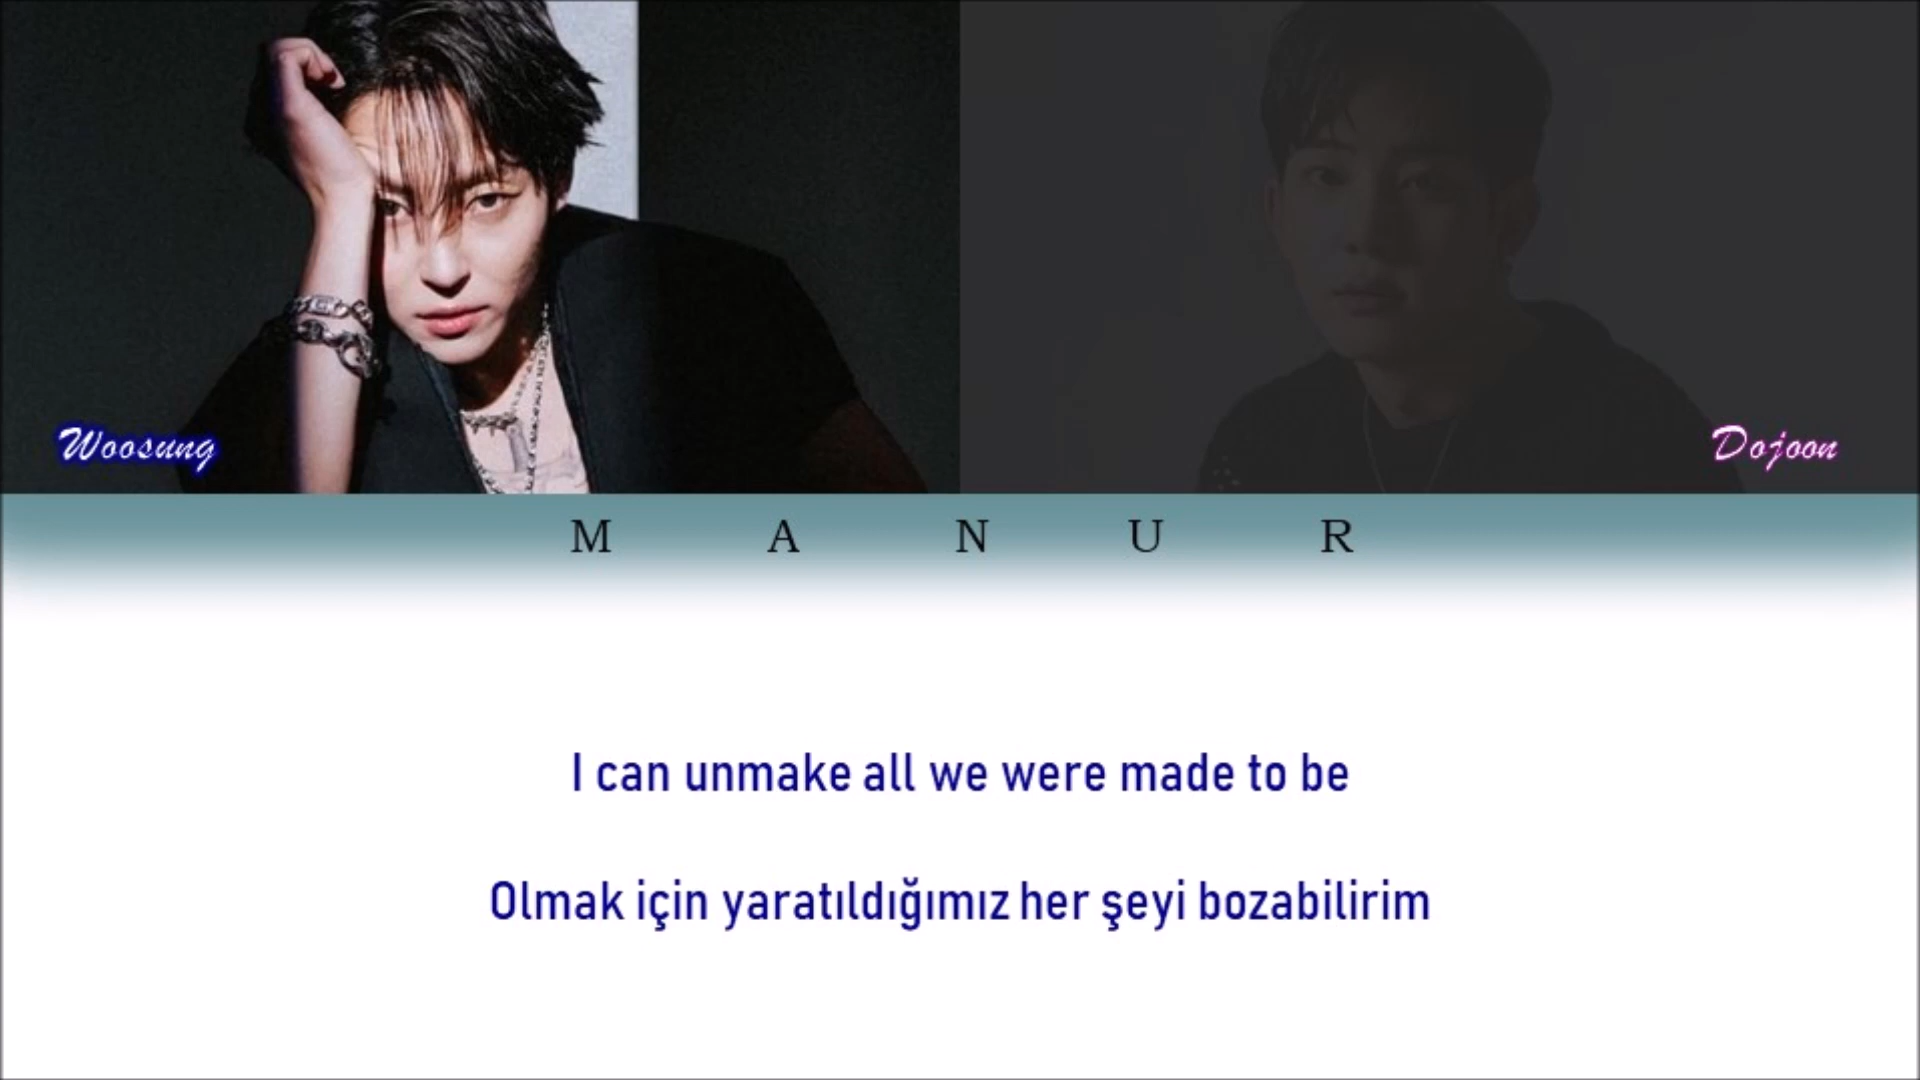 Woosung
Dojoon
M A N U R
I can unmake all we were made to be
Olmak için yaratıldığımız her şeyi bozabilirim